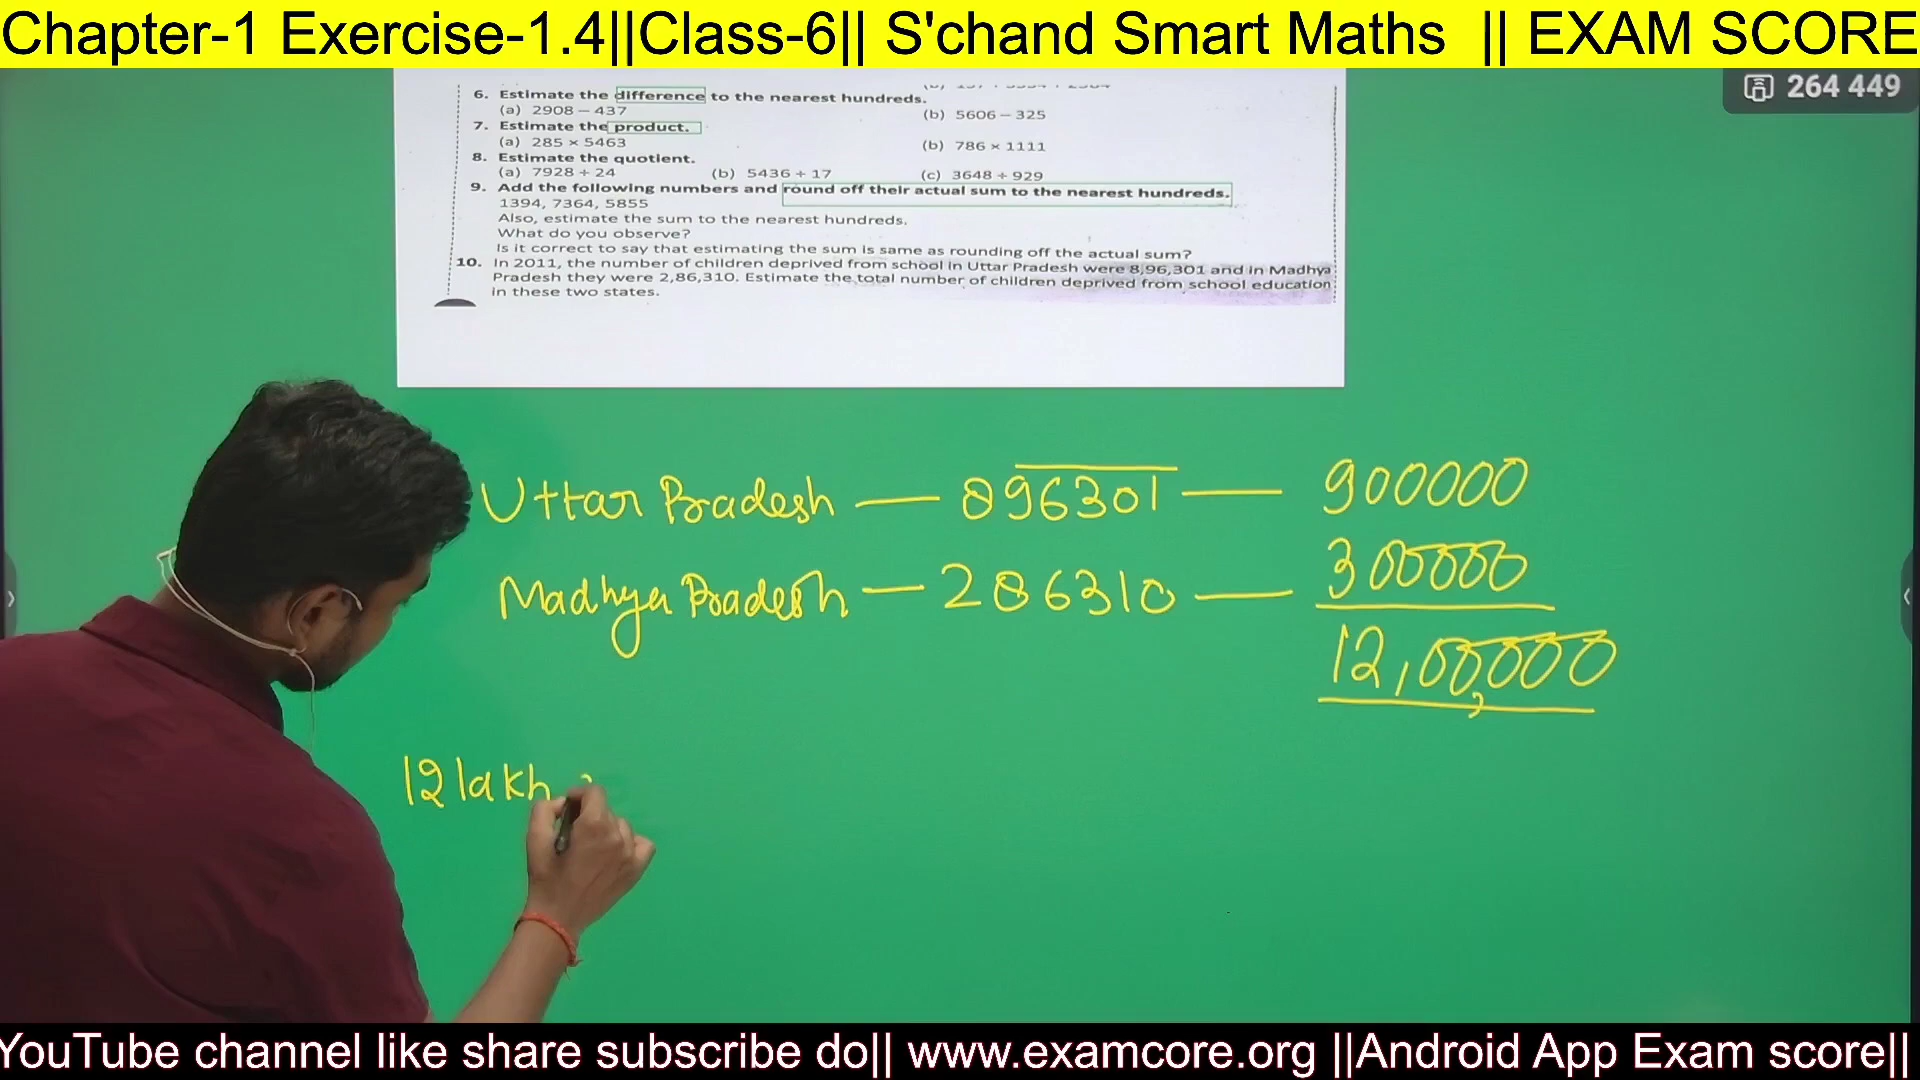 Chapter-1 Exercise-1.4||Class-6|| S'chand Smart Maths || EXAM SCORE
264 449
6. Estimate the difference to the nearest hundreds.
(a) 2908 – 437 (b) 5606 – 325
7. Estimate the product.
(a) 285 × 5463 (b) 786 × 1111
8. Estimate the quotient.
(a) 7928 ÷ 24 (b) 5436 ÷ 17 (c) 3648 ÷ 929
9. Add the following numbers and round off their actual sum to the nearest hundreds.
1394, 7364, 5855
Also, estimate the sum to the nearest hundreds.
What do you observe?
Is it correct to say that estimating the sum is same as rounding off the actual sum?
10. In 2011, the number of children deprived from school in Uttar Pradesh were 8,96,301 and in Madhya
Pradesh they were 2,86,310. Estimate the total number of children deprived from school education
in these two states.
Uttar Pradesh — 896301 — 900000
Madhya Pradesh — 286310 — 300000
12,00,000
12 lakh
YouTube channel like share subscribe do|| www.examcore.org ||Android App Exam score||